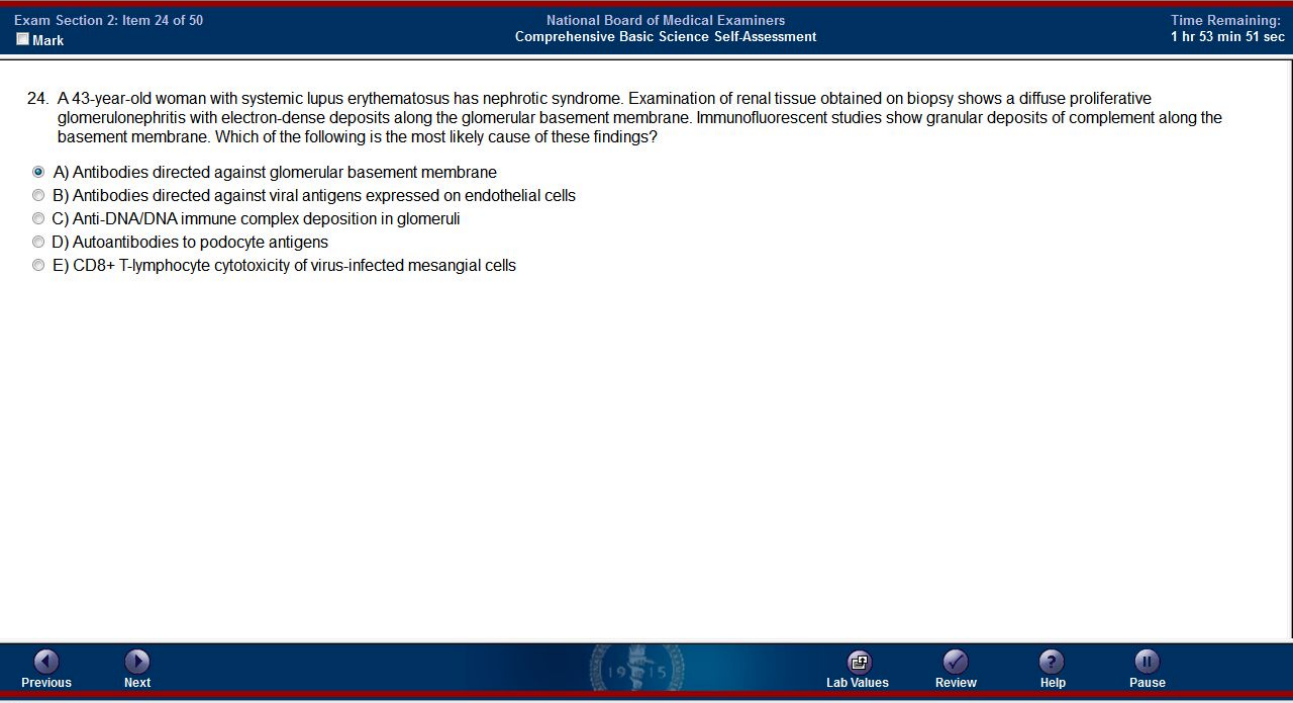 Exam Section 2: Item 24 of 50
National Board of Medical Examiners
Time Remaining:
Mark
Comprehensive Basic Science Self-Assessment
1 hr 53 min 51 sec
24. A 43-year-old woman with systemic lupus erythematosus has nephrotic syndrome. Examination of renal tissue obtained on biopsy shows a diffuse proliferative
glomerulonephritis with electron-dense deposits along the glomerular basement membrane. Immunofluorescent studies show granular deposits of complement along the
basement membrane. Which of the following is the most likely cause of these findings?
A) Antibodies directed against glomerular basement membrane
B) Antibodies directed against viral antigens expressed on endothelial cells
C) Anti-DNA/DNA immune complex deposition in glomeruli
D) Autoantibodies to podocyte antigens
E) CD8+ T-lymphocyte cytotoxicity of virus-infected mesangial cells
1915
Previous
Next
Lab Values
Review
Help
Pause